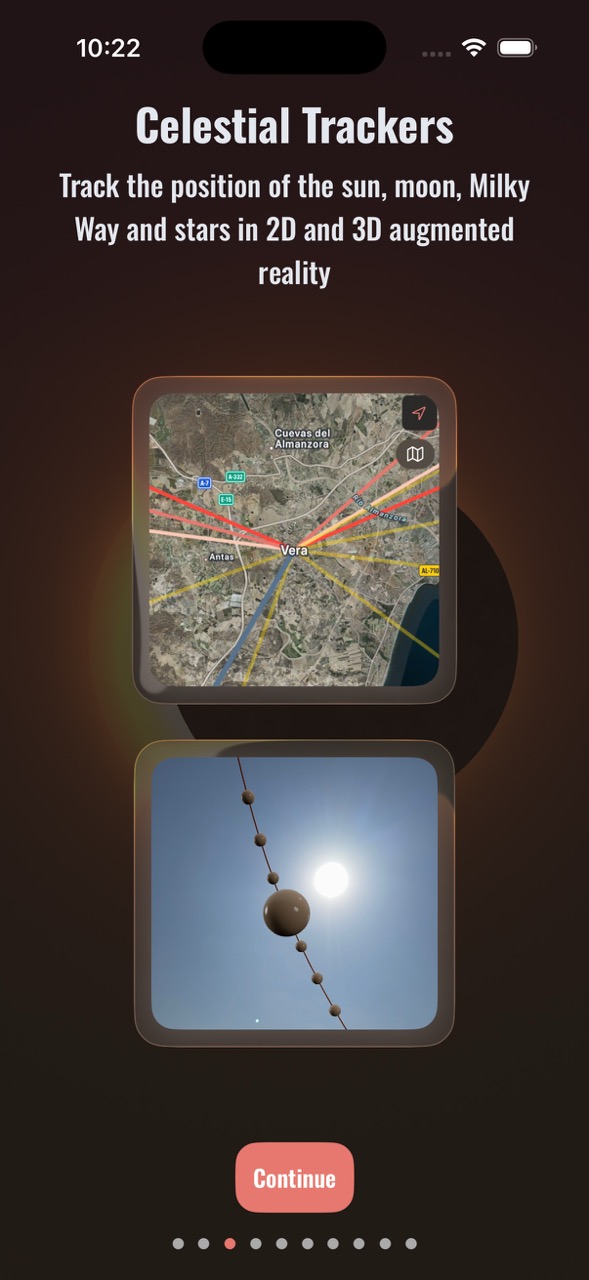 10:22
Celestial Trackers
Track the position of the sun, moon, Milky
Way and stars in 2D and 3D augmented
reality
Cuevas del
Almanzora
A-7
A-332
E-15
Río Almanzora
Vera
Antas
AL-710
Continue